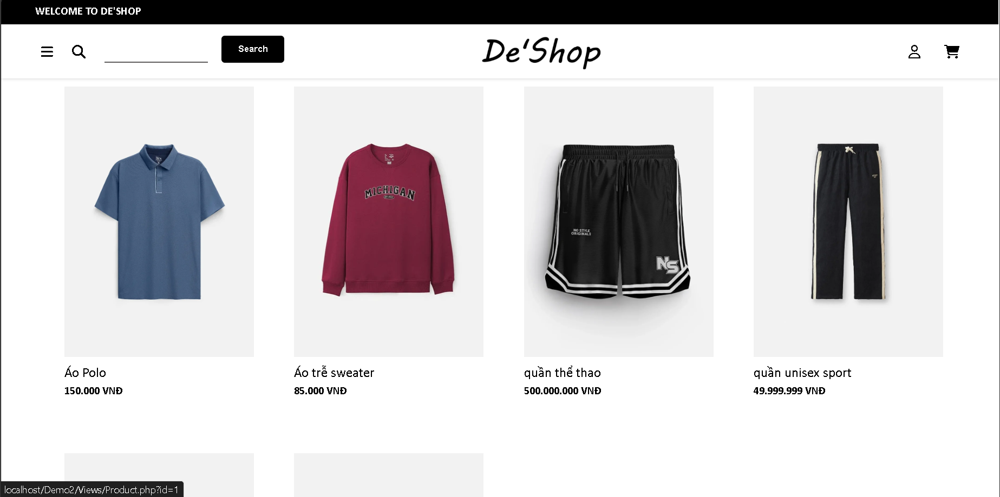 WELCOME TO DE'SHOP
Search
De'Shop
MICHIGAN
NO STYLE
ORIGINALS
NS
Áo Polo
150.000 VNĐ
Áo trễ sweater
85.000 VNĐ
quần thể thao
500.000.000 VNĐ
quần unisex sport
49.999.999 VNĐ
localhost/Demo2/Views/Product.php?id=1